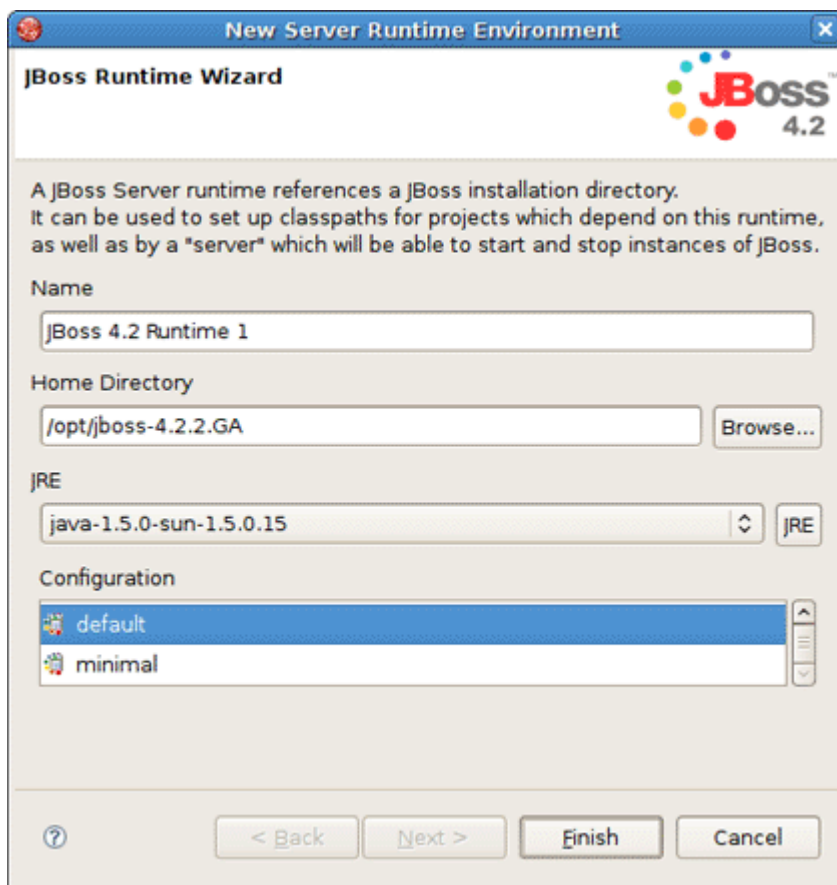 New Server Runtime Environment
JBoss Runtime Wizard
JBoss™
4.2
A JBoss Server runtime references a JBoss installation directory.
It can be used to set up classpaths for projects which depend on this runtime,
as well as by a "server" which will be able to start and stop instances of JBoss.
Name
JBoss 4.2 Runtime 1
Home Directory
/opt/jboss-4.2.2.GA
Browse...
JRE
java-1.5.0-sun-1.5.0.15
JRE
Configuration
default
minimal
?
< Back
Next >
Finish
Cancel